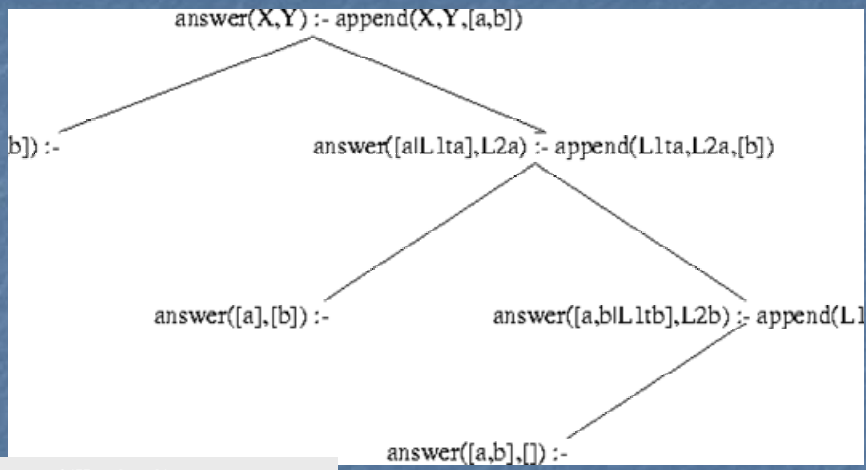 answer(X,Y) :- append(X,Y,[a,b])
b]) :-
answer([a|L1ta],L2a) :- append(L1ta,L2a,[b])
answer([a],[b]) :-
answer([a,b|L1tb],L2b) :- append(L1
answer([a,b],[]) :-